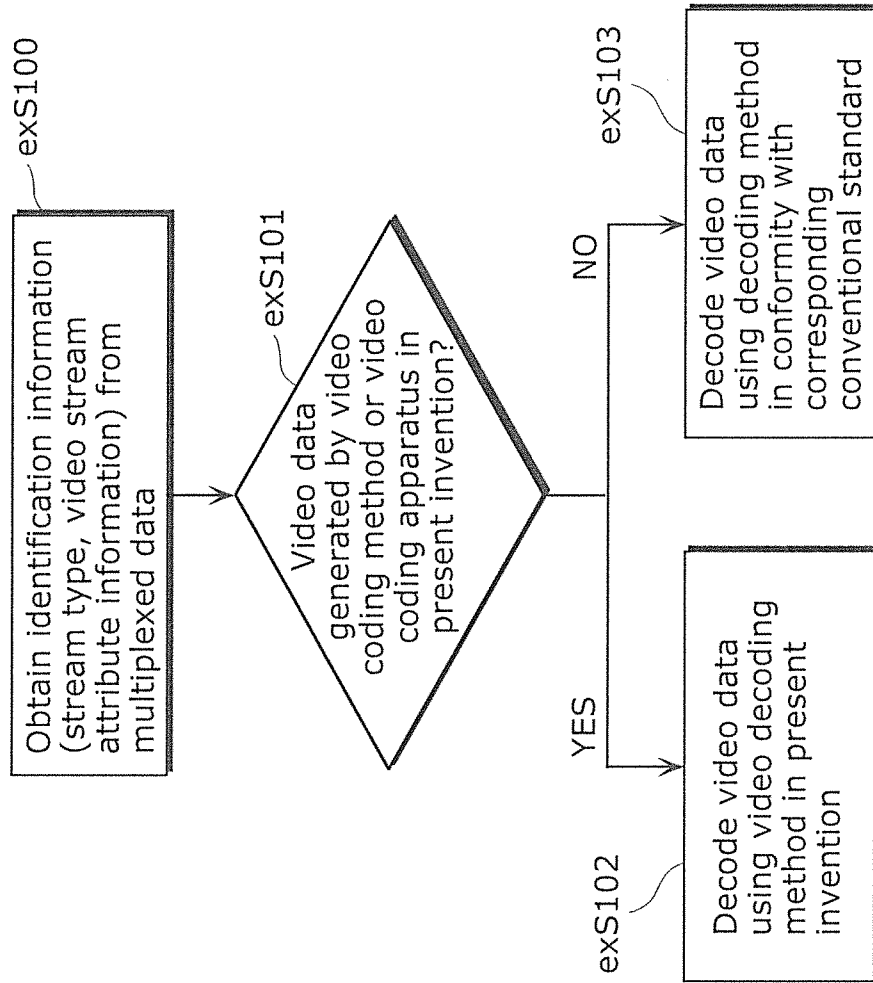 exS100
Obtain identification information
(stream type, video stream
attribute information) from
multiplexed data
exS101
Video data
generated by video
coding method or video
coding apparatus in
present invention?
YES
NO
exS102
Decode video data
using video decoding
method in present
invention
exS103
Decode video data
using decoding method
in conformity with
corresponding
conventional standard